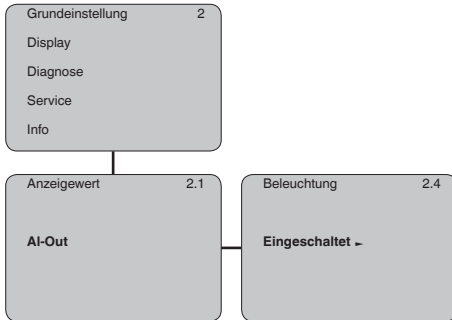 Grundeinstellung 2
Display
Diagnose
Service
Info
Anzeigewert 2.1
AI-Out
Beleuchtung 2.4
Eingeschaltet ►